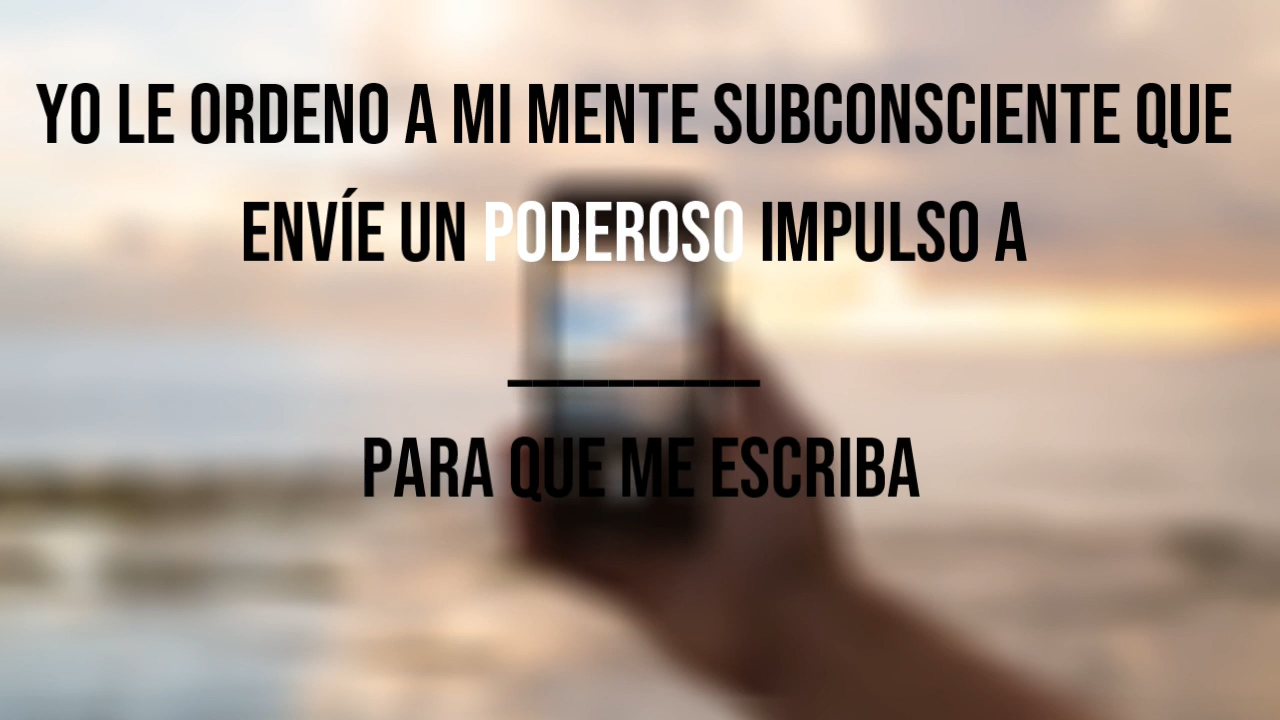 YO LE ORDENO A MI MENTE SUBCONSCIENTE QUE
ENVÍE UN PODEROSO IMPULSO A
__________
PARA QUE ME ESCRIBA